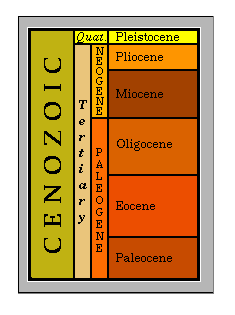 CENOZOIC
Quat.
Tertiary
NEOGENE
PALEOGENE
Pleistocene
Pliocene
Miocene
Oligocene
Eocene
Paleocene